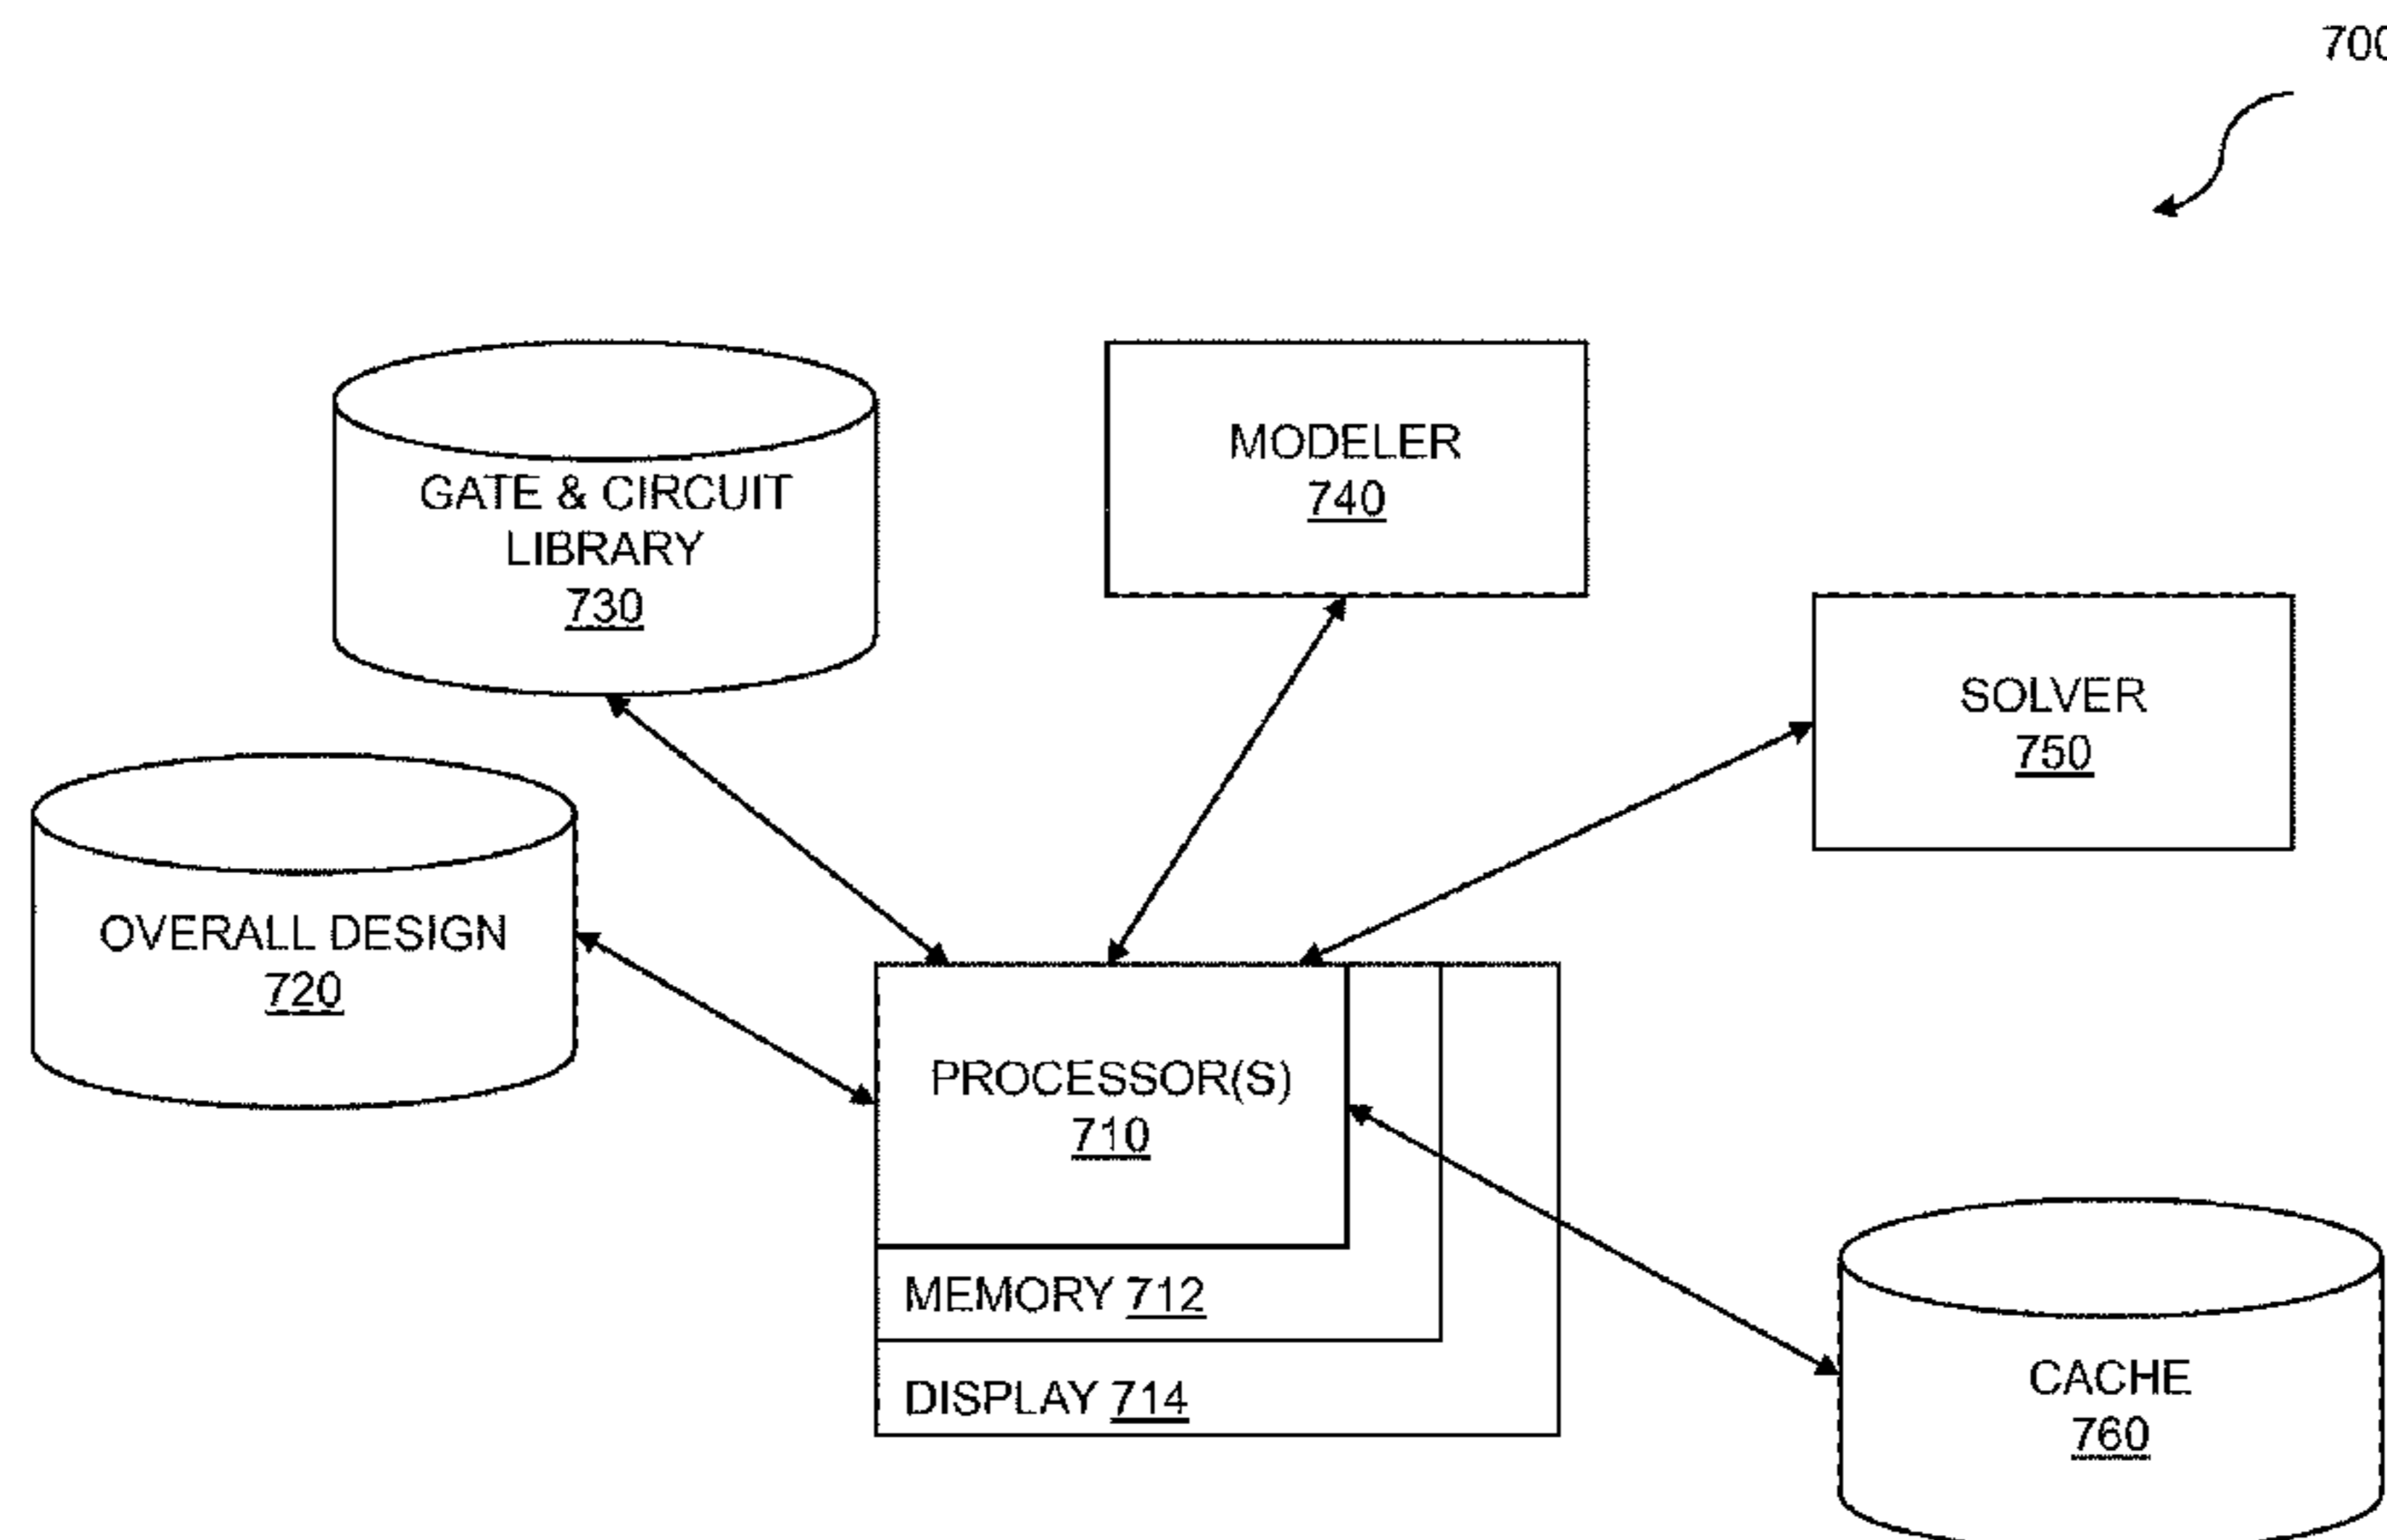 700
GATE & CIRCUIT
LIBRARY
730
MODELER
740
SOLVER
750
OVERALL DESIGN
720
PROCESSOR(S)
710
MEMORY 712
DISPLAY 714
CACHE
760